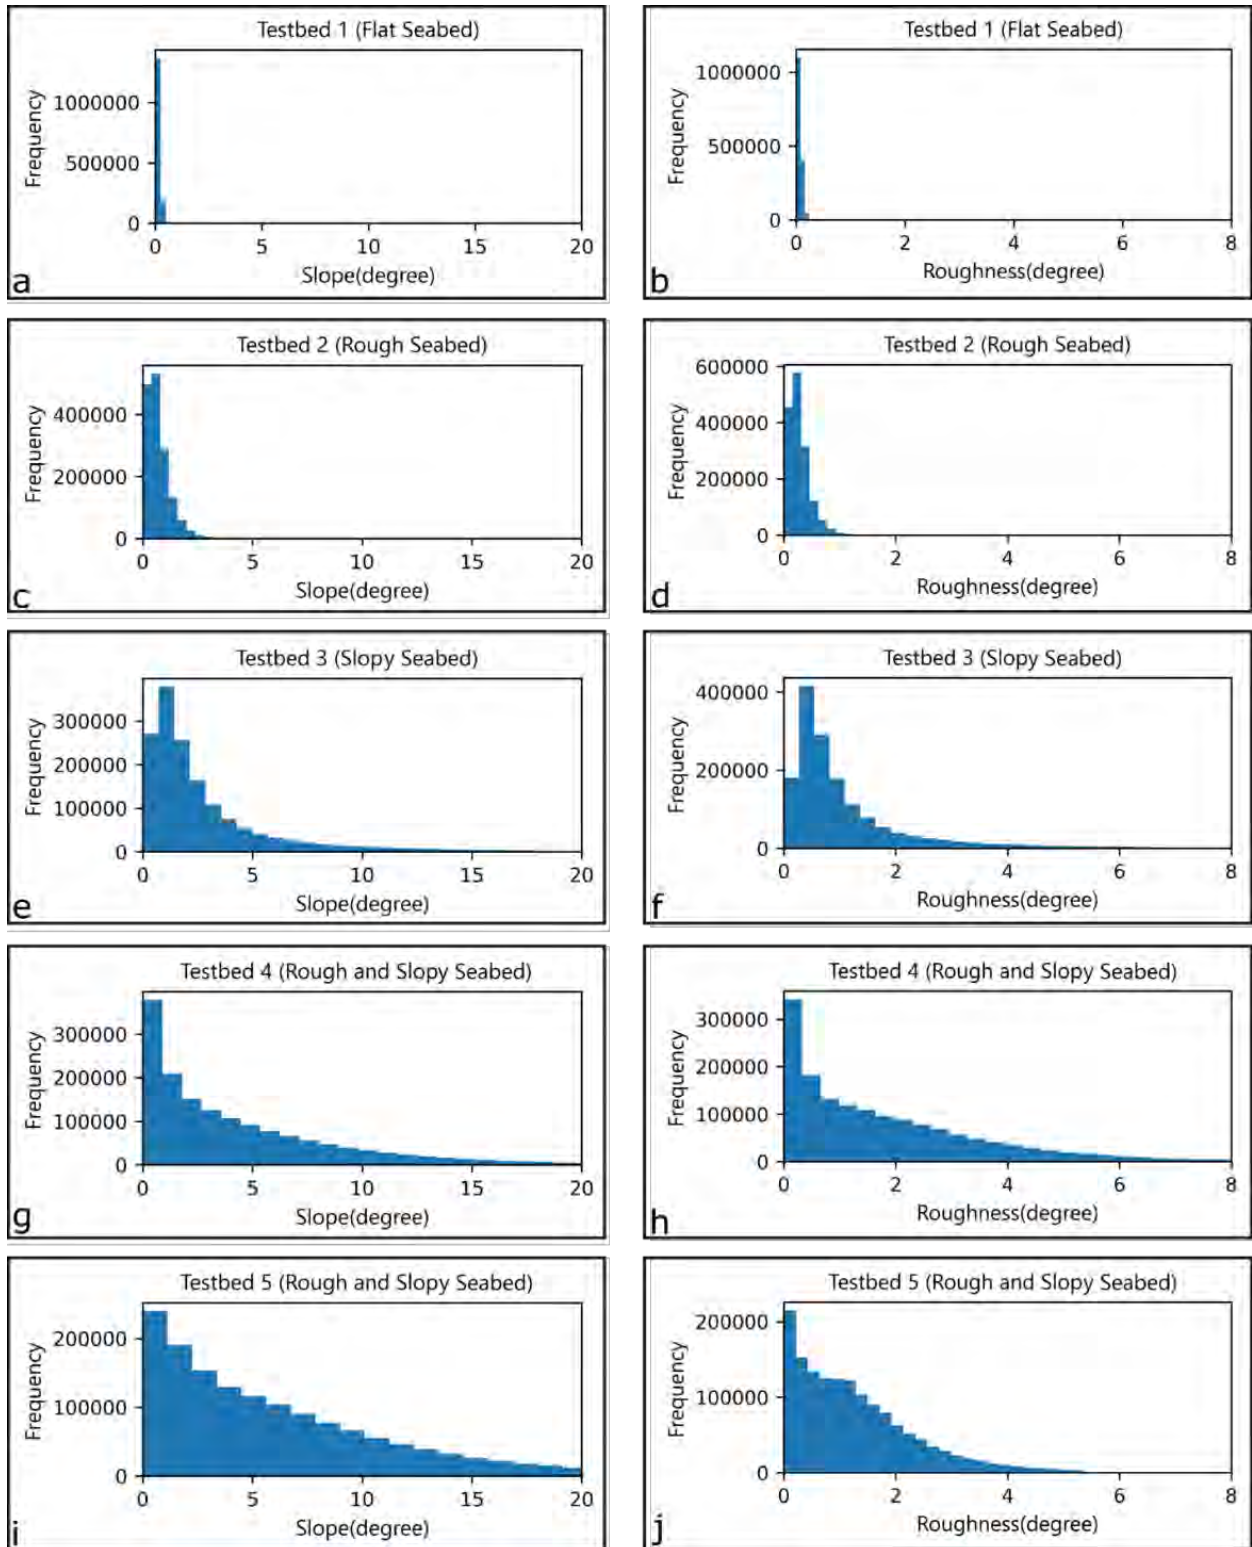 Testbed 1 (Flat Seabed)
Frequency
1000000
500000
0
0 5 10 15 20
Slope(degree)
a
Testbed 1 (Flat Seabed)
Frequency
1000000
500000
0
0 2 4 6 8
Roughness(degree)
b
Testbed 2 (Rough Seabed)
Frequency
400000
200000
0
0 5 10 15 20
Slope(degree)
c
Testbed 2 (Rough Seabed)
Frequency
600000
400000
200000
0
0 2 4 6 8
Roughness(degree)
d
Testbed 3 (Slopy Seabed)
Frequency
300000
200000
100000
0
0 5 10 15 20
Slope(degree)
e
Testbed 3 (Slopy Seabed)
Frequency
400000
200000
0
0 2 4 6 8
Roughness(degree)
f
Testbed 4 (Rough and Slopy Seabed)
Frequency
300000
200000
100000
0
0 5 10 15 20
Slope(degree)
g
Testbed 4 (Rough and Slopy Seabed)
Frequency
300000
200000
100000
0
0 2 4 6 8
Roughness(degree)
h
Testbed 5 (Rough and Slopy Seabed)
Frequency
200000
100000
0
0 5 10 15 20
Slope(degree)
i
Testbed 5 (Rough and Slopy Seabed)
Frequency
200000
100000
0
0 2 4 6 8
Roughness(degree)
j